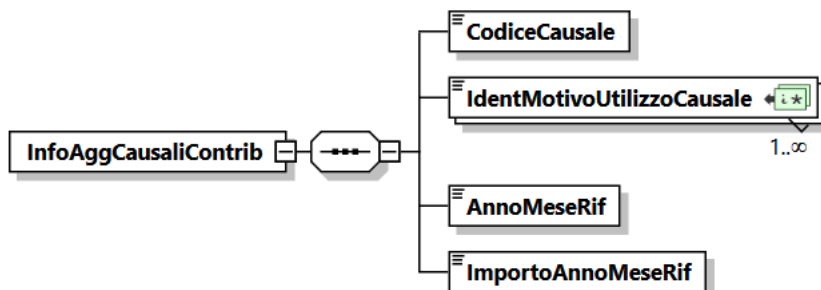 CodiceCausale
IdentMotivoUtilizzoCausale i*
1..∞
InfoAggCausaliContrib
AnnoMeseRif
ImportoAnnoMeseRif